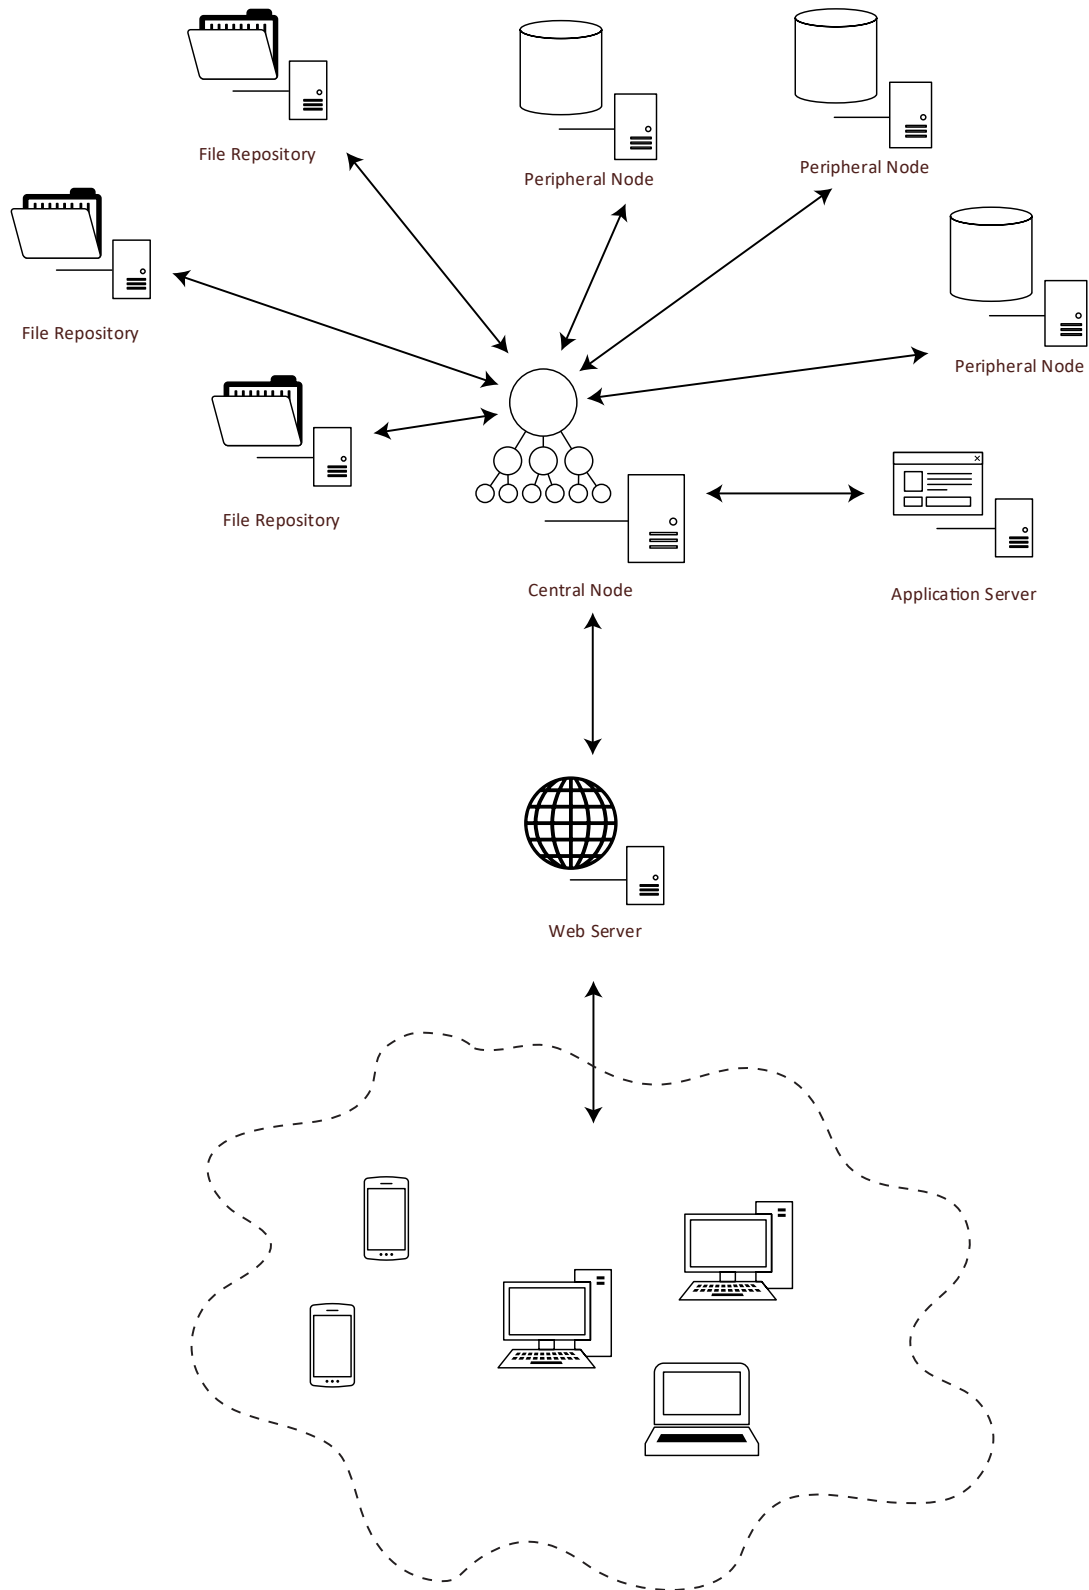 File Repository
Peripheral Node
Peripheral Node
File Repository
Peripheral Node
File Repository
Central Node
Application Server
Web Server